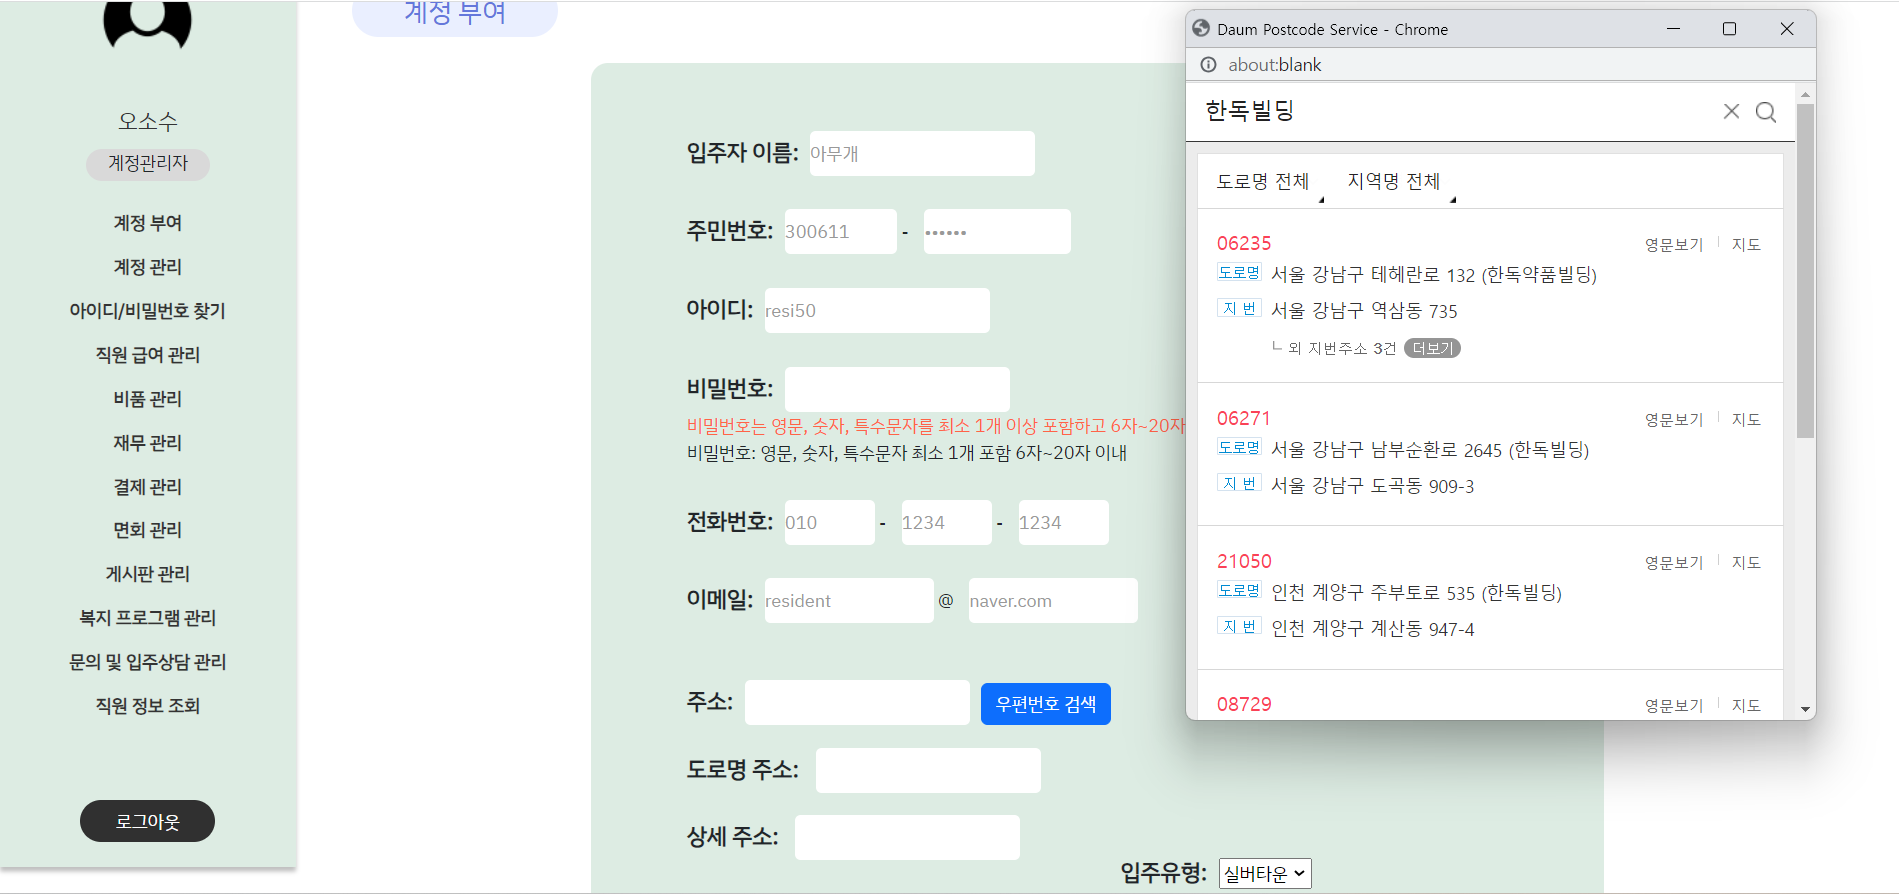 오소수
계정관리자
계정 부여
계정 관리
아이디/비밀번호 찾기
직원 급여 관리
비품 관리
재무 관리
결제 관리
면회 관리
게시판 관리
복지 프로그램 관리
문의 및 입주상담 관리
직원 정보 조회
로그아웃
계정 부여
입주자 이름: 아무개
주민번호: 300611 - ••••••
아이디: resi50
비밀번호:
비밀번호는 영문, 숫자, 특수문자를 최소 1개 이상 포함하고 6자~20자
비밀번호: 영문, 숫자, 특수문자 최소 1개 포함 6자~20자 이내
전화번호: 010 - 1234 - 1234
이메일: resident @ naver.com
주소: 우편번호 검색
도로명 주소:
상세 주소:
입주유형: 실버타운
Daum Postcode Service - Chrome
about:blank
한독빌딩
도로명 전체 지역명 전체
06235 영문보기 지도
도로명 서울 강남구 테헤란로 132 (한독약품빌딩)
지 번 서울 강남구 역삼동 735
외 지번주소 3건 더보기
06271 영문보기 지도
도로명 서울 강남구 남부순환로 2645 (한독빌딩)
지 번 서울 강남구 도곡동 909-3
21050 영문보기 지도
도로명 인천 계양구 주부토로 535 (한독빌딩)
지 번 인천 계양구 계산동 947-4
08729 영문보기 지도